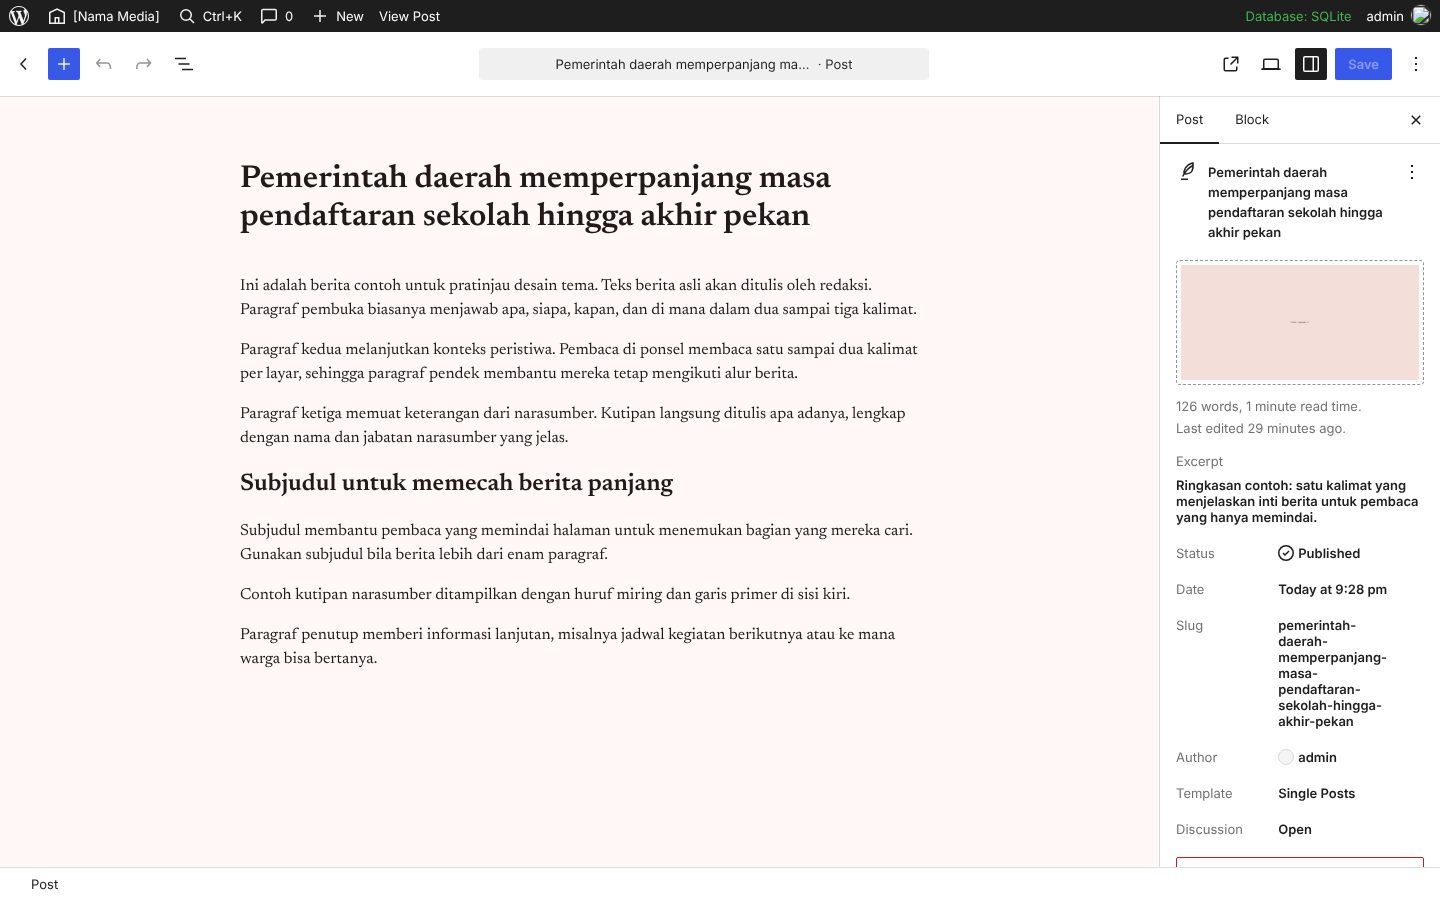 [Nama Media]
Ctrl+K
0
New
View Post
Database: SQLite
admin
Pemerintah daerah memperpanjang ma... · Post
Save
Pemerintah daerah memperpanjang masa
pendaftaran sekolah hingga akhir pekan
Ini adalah berita contoh untuk pratinjau desain tema. Teks berita asli akan ditulis oleh redaksi.
Paragraf pembuka biasanya menjawab apa, siapa, kapan, dan di mana dalam dua sampai tiga kalimat.
Paragraf kedua melanjutkan konteks peristiwa. Pembaca di ponsel membaca satu sampai dua kalimat
per layar, sehingga paragraf pendek membantu mereka tetap mengikuti alur berita.
Paragraf ketiga memuat keterangan dari narasumber. Kutipan langsung ditulis apa adanya, lengkap
dengan nama dan jabatan narasumber yang jelas.
Subjudul untuk memecah berita panjang
Subjudul membantu pembaca yang memindai halaman untuk menemukan bagian yang mereka cari.
Gunakan subjudul bila berita lebih dari enam paragraf.
Contoh kutipan narasumber ditampilkan dengan huruf miring dan garis primer di sisi kiri.
Paragraf penutup memberi informasi lanjutan, misalnya jadwal kegiatan berikutnya atau ke mana
warga bisa bertanya.
Post
Block
Pemerintah daerah
memperpanjang masa
pendaftaran sekolah hingga
akhir pekan
126 words, 1 minute read time.
Last edited 29 minutes ago.
Excerpt
Ringkasan contoh: satu kalimat yang
menjelaskan inti berita untuk pembaca
yang hanya memindai.
Status
Published
Date
Today at 9:28 pm
Slug
pemerintah-
daerah-
memperpanjang-
masa-
pendaftaran-
sekolah-hingga-
akhir-pekan
Author
admin
Template
Single Posts
Discussion
Open
Post